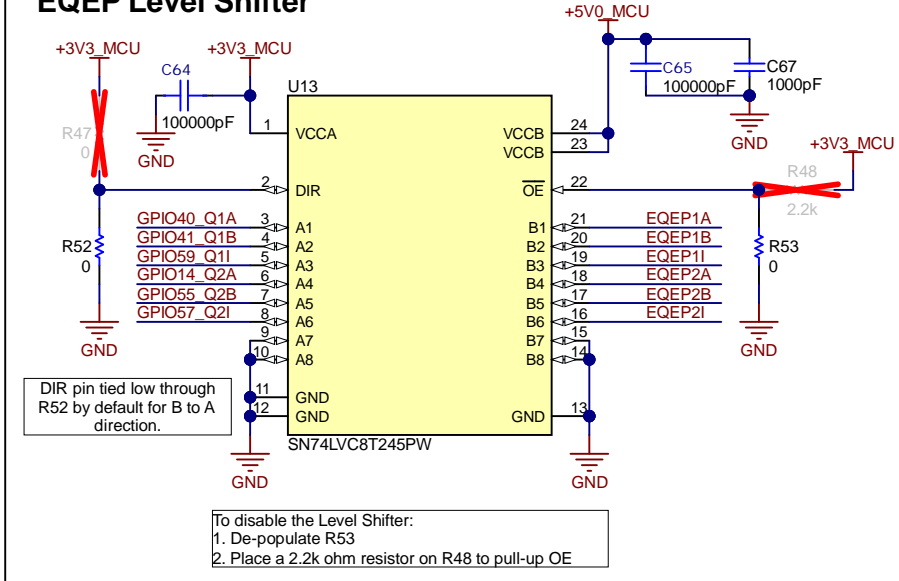 EQEP Level Shifter
+5V0_MCU
+3V3_MCU
+3V3_MCU
C64
100000pF
GND
U13
C65
100000pF
C67
1000pF
GND
+3V3_MCU
R47
0
R48
2.2k
1
VCCA
VCCB
24
VCCB
23
2
DIR
OE
22
R52
0
GND
R53
0
GND
GPIO40_Q1A
3
A1
B1
21
EQEP1A
GPIO41_Q1B
4
A2
B2
20
EQEP1B
GPIO59_Q1I
5
A3
B3
19
EQEP1I
GPIO14_Q2A
6
A4
B4
18
EQEP2A
GPIO55_Q2B
7
A5
B5
17
EQEP2B
GPIO57_Q2I
8
A6
B6
16
EQEP2I
9
A7
B7
15
10
A8
B8
14
11
GND
12
GND
GND
13
SN74LVC8T245PW
GND
GND
DIR pin tied low through
R52 by default for B to A
direction.
To disable the Level Shifter:
1. De-populate R53
2. Place a 2.2k ohm resistor on R48 to pull-up OE